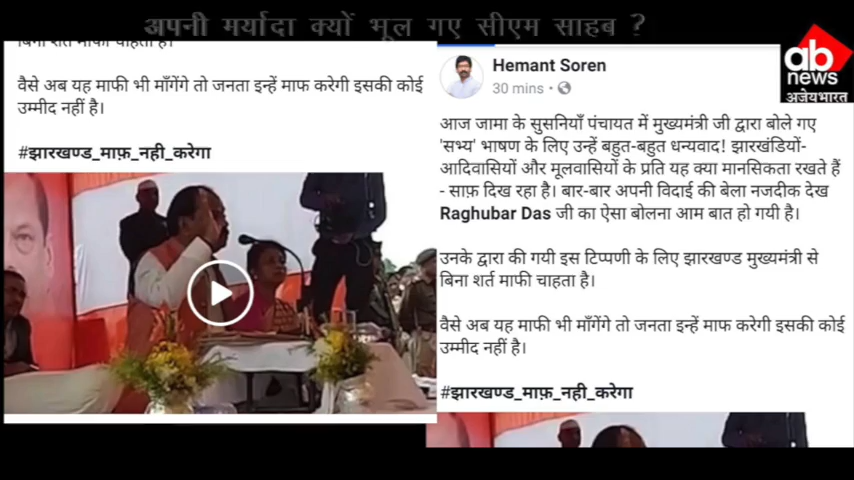 अपनी मर्यादा क्यों भूल गए सीएम साहब ?
बिना शर्त माफी चाहता है।
वैसे अब यह माफी भी माँगेंगे तो जनता इन्हें माफ करेगी इसकी कोई
उम्मीद नहीं है।
#झारखण्ड_माफ़_नही_करेगा
Hemant Soren
30 mins
आज जामा के सुसनियाँ पंचायत में मुख्यमंत्री जी द्वारा बोले गए
'सभ्य' भाषण के लिए उन्हें बहुत-बहुत धन्यवाद! झारखंडियों-
आदिवासियों और मूलवासियों के प्रति यह क्या मानसिकता रखते हैं
- साफ़ दिख रहा है। बार-बार अपनी विदाई की बेला नजदीक देख
Raghubar Das जी का ऐसा बोलना आम बात हो गयी है।
उनके द्वारा की गयी इस टिप्पणी के लिए झारखण्ड मुख्यमंत्री से
बिना शर्त माफी चाहता है।
वैसे अब यह माफी भी माँगेंगे तो जनता इन्हें माफ करेगी इसकी कोई
उम्मीद नहीं है।
#झारखण्ड_माफ़_नही_करेगा
ab
news
अजेयभारत